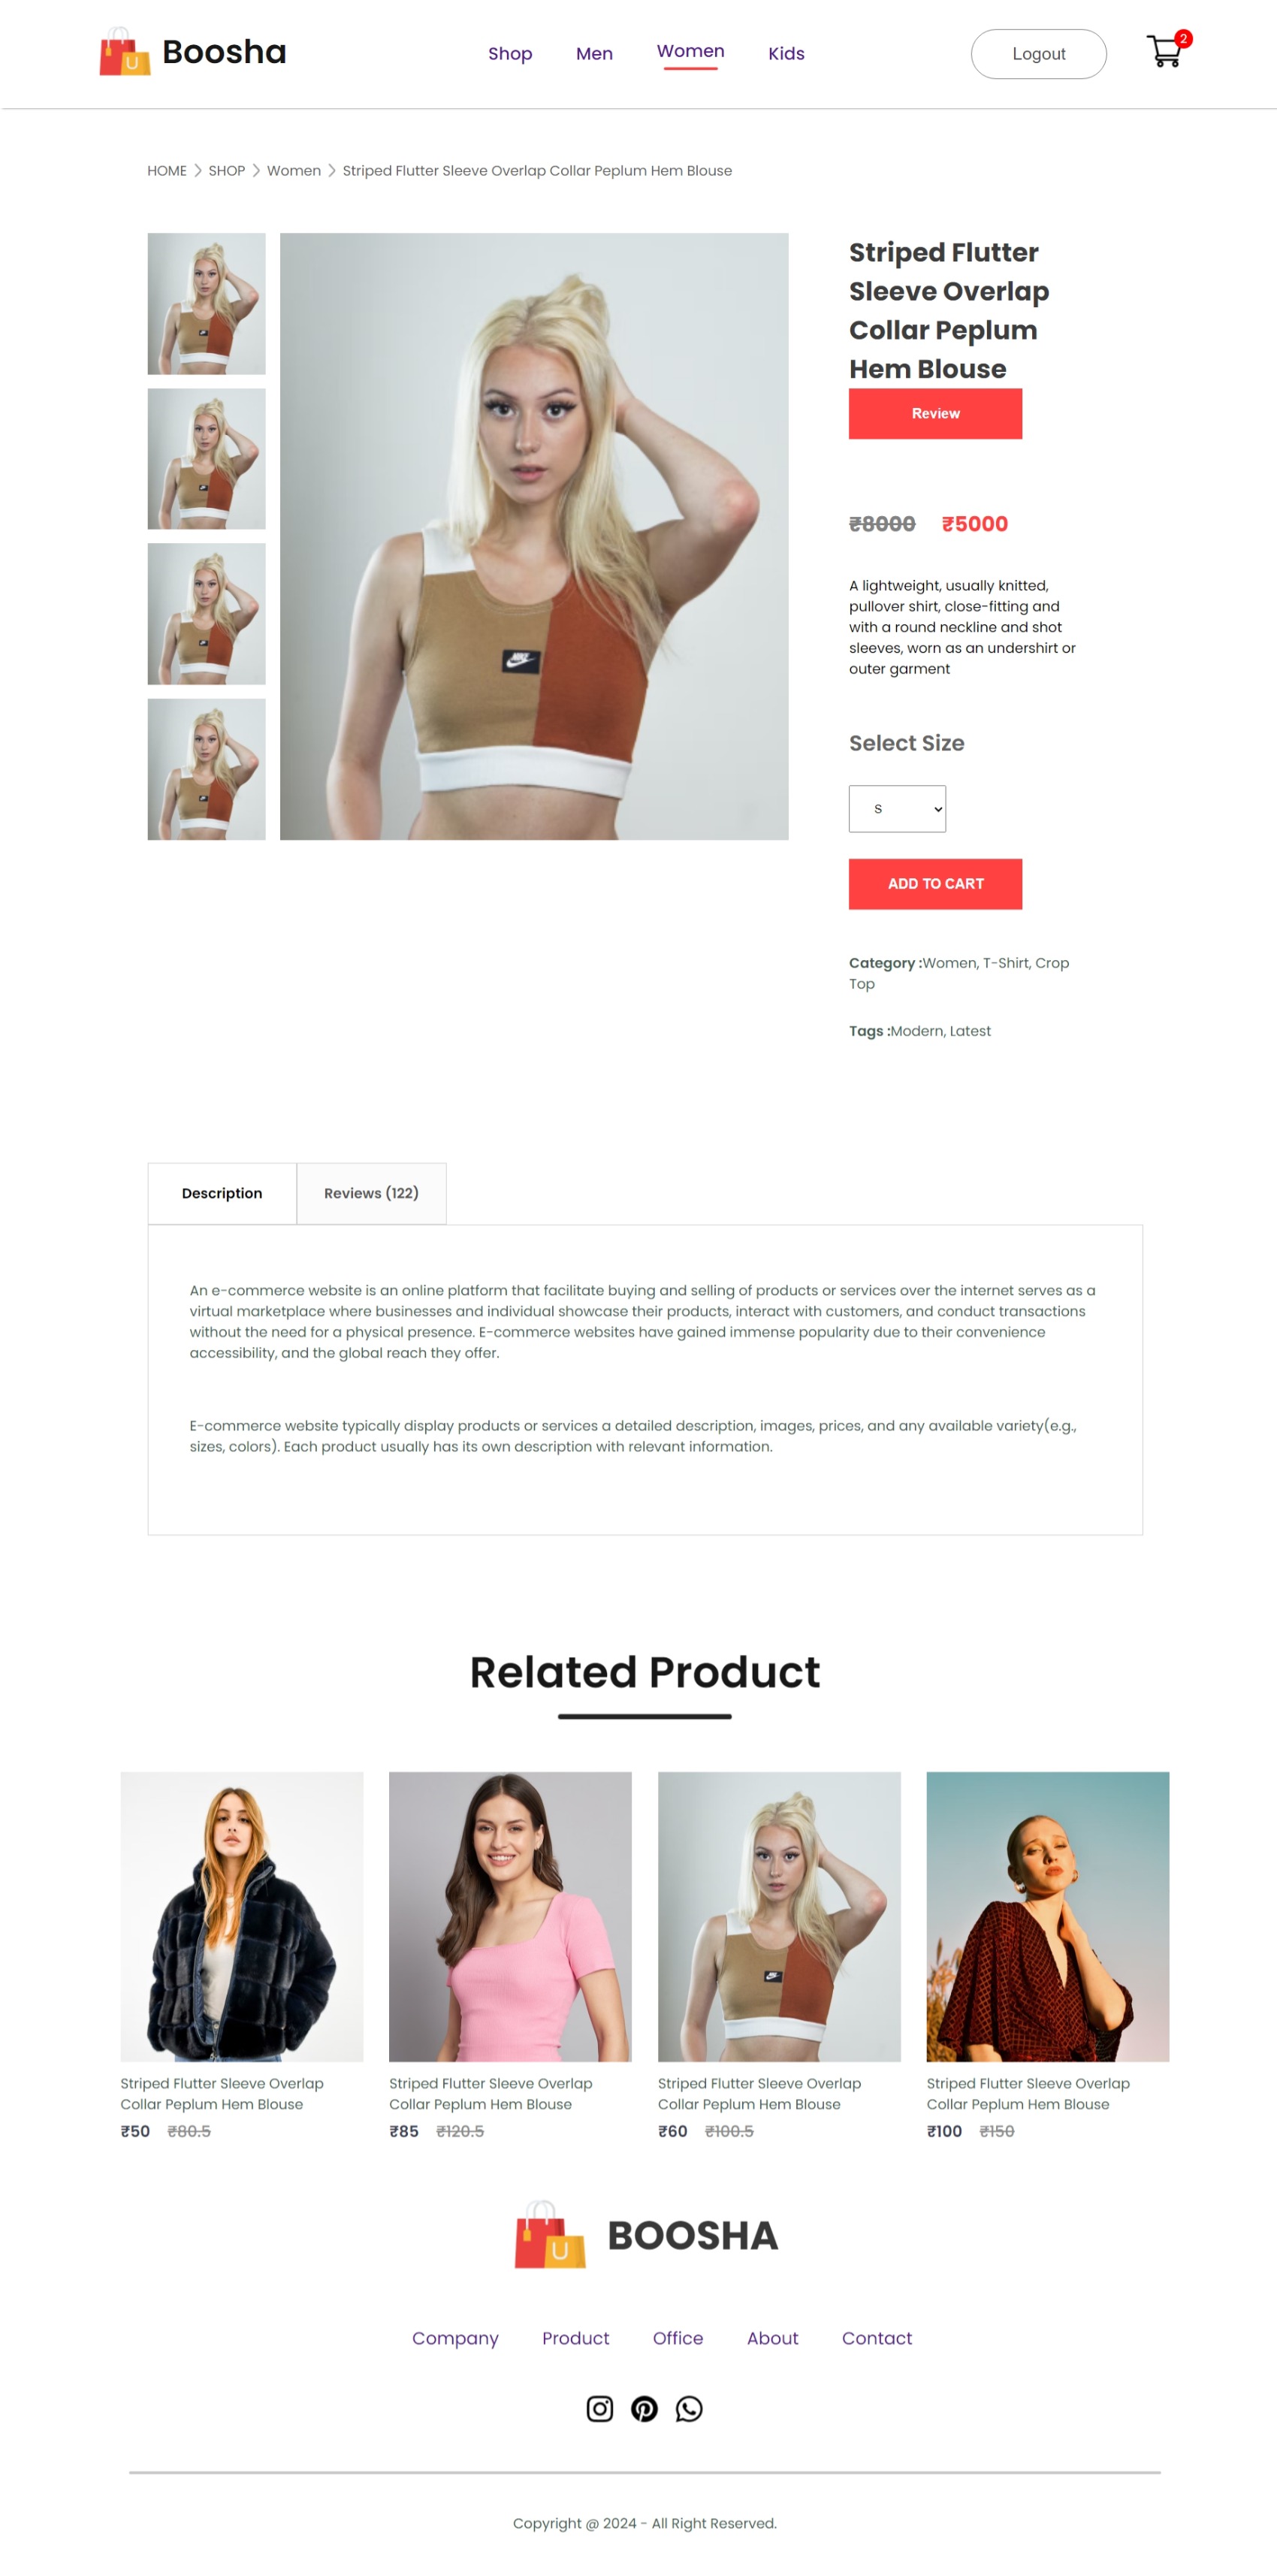 Boosha
Shop Men Women Kids
Logout
2
HOME SHOP Women Striped Flutter Sleeve Overlap Collar Peplum Hem Blouse
Striped Flutter
Sleeve Overlap
Collar Peplum
Hem Blouse
Review
₹8000 ₹5000
A lightweight, usually knitted,
pullover shirt, close-fitting and
with a round neckline and shot
sleeves, worn as an undershirt or
outer garment
Select Size
S
ADD TO CART
Category :Women, T-Shirt, Crop
Top
Tags :Modern, Latest
Description Reviews (122)
An e-commerce website is an online platform that facilitate buying and selling of products or services over the internet serves as a
virtual marketplace where businesses and individual showcase their products, interact with customers, and conduct transactions
without the need for a physical presence. E-commerce websites have gained immense popularity due to their convenience
accessibility, and the global reach they offer.
E-commerce website typically display products or services a detailed description, images, prices, and any available variety(e.g.,
sizes, colors). Each product usually has its own description with relevant information.
Related Product
Striped Flutter Sleeve Overlap
Collar Peplum Hem Blouse
₹50 ₹80.5
Striped Flutter Sleeve Overlap
Collar Peplum Hem Blouse
₹85 ₹120.5
Striped Flutter Sleeve Overlap
Collar Peplum Hem Blouse
₹60 ₹100.5
Striped Flutter Sleeve Overlap
Collar Peplum Hem Blouse
₹100 ₹150
BOOSHA
Company Product Office About Contact
Copyright @ 2024 - All Right Reserved.